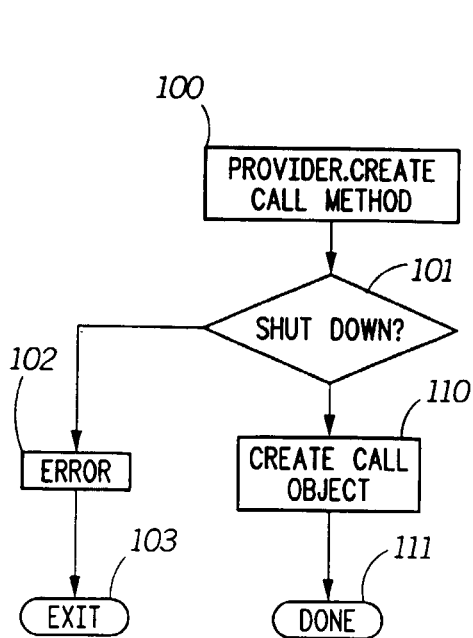 100
PROVIDER.CREATE
CALL METHOD
101
SHUT DOWN?
102
ERROR
110
CREATE CALL
OBJECT
103
EXIT
111
DONE